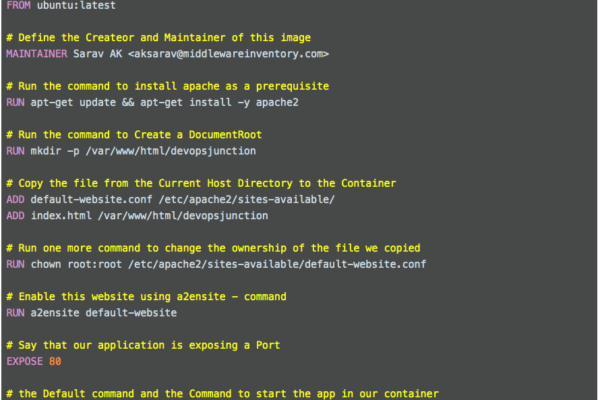 FROM ubuntu:latest
# Define the Createor and Maintainer of this image
MAINTAINER Sarav AK <aksarav@middlewareinventory.com>
# Run the command to install apache as a prerequisite
RUN apt-get update && apt-get install -y apache2
# Run the command to Create a DocumentRoot
RUN mkdir -p /var/www/html/devopsjunction
# Copy the file from the Current Host Directory to the Container
ADD default-website.conf /etc/apache2/sites-available/
ADD index.html /var/www/html/devopsjunction
# Run one more command to change the ownership of the file we copied
RUN chown root:root /etc/apache2/sites-available/default-website.conf
# Enable this website using a2ensite - command
RUN a2ensite default-website
# Say that our application is exposing a Port
EXPOSE 80
# the Default command and the Command to start the app in our container